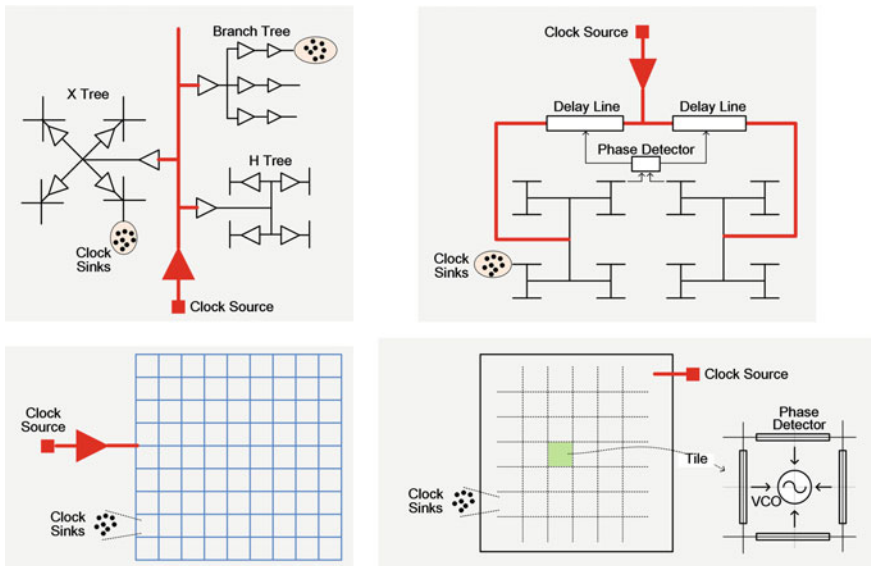 Branch Tree
X Tree
H Tree
Clock
Sinks
Clock Source
Clock Source
Delay Line
Delay Line
Phase Detector
Clock
Sinks
Clock
Source
Clock
Sinks
Clock Source
Phase
Detector
Tile
VCO
Clock
Sinks